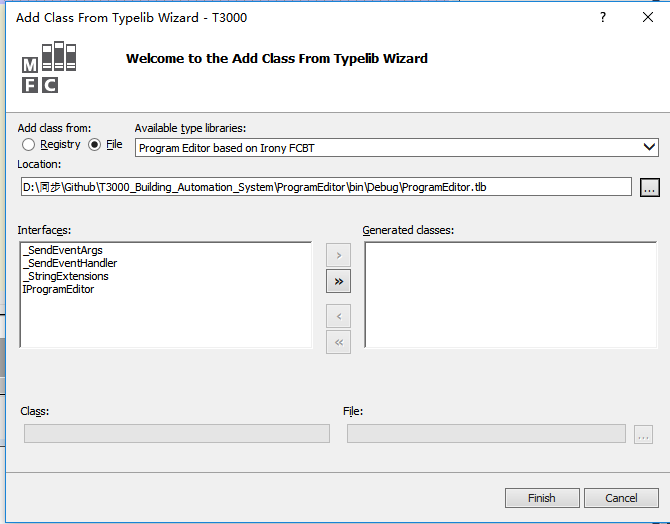 Add Class From Typelib Wizard - T3000
?
MFC
Welcome to the Add Class From Typelib Wizard
Add class from:
Available type libraries:
Registry
File
Program Editor based on Irony FCBT
Location:
D:\同步\Github\T3000_Building_Automation_System\ProgramEditor\bin\Debug\ProgramEditor.tlb
...
Interfaces:
Generated classes:
_SendEventArgs
_SendEventHandler
_StringExtensions
IProgramEditor
>
»
<
«
Class:
File:
...
Finish
Cancel